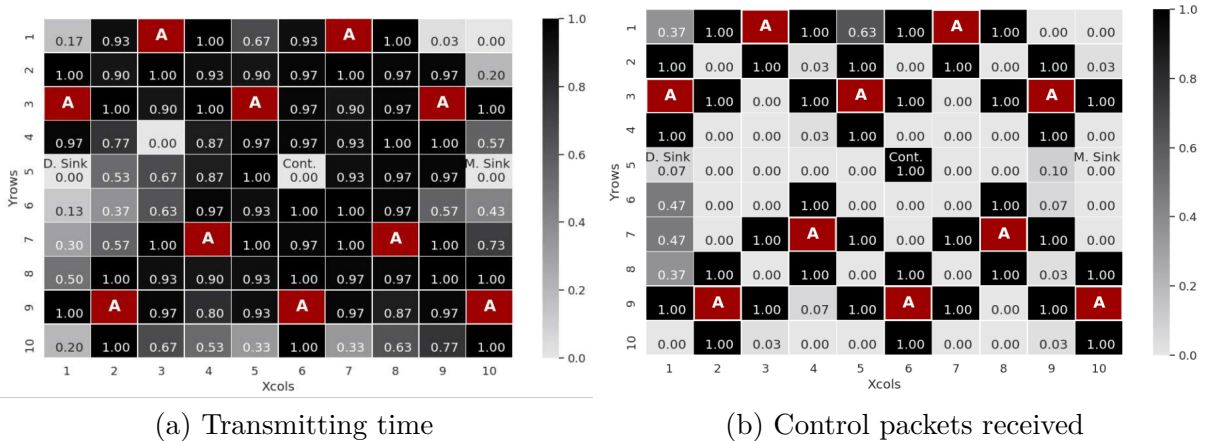 1 0.17 0.93 A 1.00 0.67 0.93 A 1.00 0.03 0.00
2 1.00 0.90 1.00 0.93 0.90 0.97 1.00 0.97 0.97 0.20
3 A 1.00 0.90 1.00 A 1.00 0.90 0.97 A 1.00
4 0.97 0.77 0.00 0.87 0.97 0.97 0.93 1.00 1.00 0.57
D. Sink Cont. M. Sink
5 0.00 0.53 0.67 0.87 1.00 0.00 0.93 0.97 0.97 0.00
6 0.13 0.37 0.63 0.97 0.93 1.00 1.00 0.97 0.57 0.43
7 0.30 0.57 1.00 A 1.00 0.97 1.00 A 1.00 0.73
8 0.50 1.00 0.93 0.90 0.93 1.00 0.97 0.97 1.00 1.00
9 1.00 A 0.97 0.80 0.93 A 0.97 0.87 0.97 A
10 0.20 1.00 0.67 0.53 0.33 1.00 0.33 0.63 0.77 1.00
1 2 3 4 5 6 7 8 9 10
Xcols
Yrows
1.0
0.8
0.6
0.4
0.2
0.0
(a) Transmitting time
1 0.37 1.00 A 1.00 0.63 1.00 A 1.00 0.00 0.00
2 1.00 0.00 1.00 0.03 1.00 0.00 1.00 0.00 1.00 0.03
3 A 1.00 0.00 1.00 A 1.00 0.00 1.00 A 1.00
4 1.00 0.00 0.00 0.03 1.00 0.00 0.00 0.00 1.00 0.00
D. Sink Cont. M. Sink
5 0.07 0.00 0.00 0.00 0.00 1.00 0.00 0.00 0.10 0.00
6 0.47 0.00 0.00 1.00 0.00 0.00 0.00 1.00 0.07 0.00
7 0.47 0.00 1.00 A 1.00 0.00 1.00 A 1.00 0.00
8 0.37 1.00 0.00 1.00 0.00 1.00 0.00 1.00 0.03 1.00
9 1.00 A 1.00 0.07 1.00 A 1.00 0.00 1.00 A
10 0.00 1.00 0.03 0.00 0.00 1.00 0.00 0.00 0.03 1.00
1 2 3 4 5 6 7 8 9 10
Xcols
Yrows
1.0
0.8
0.6
0.4
0.2
0.0
(b) Control packets received